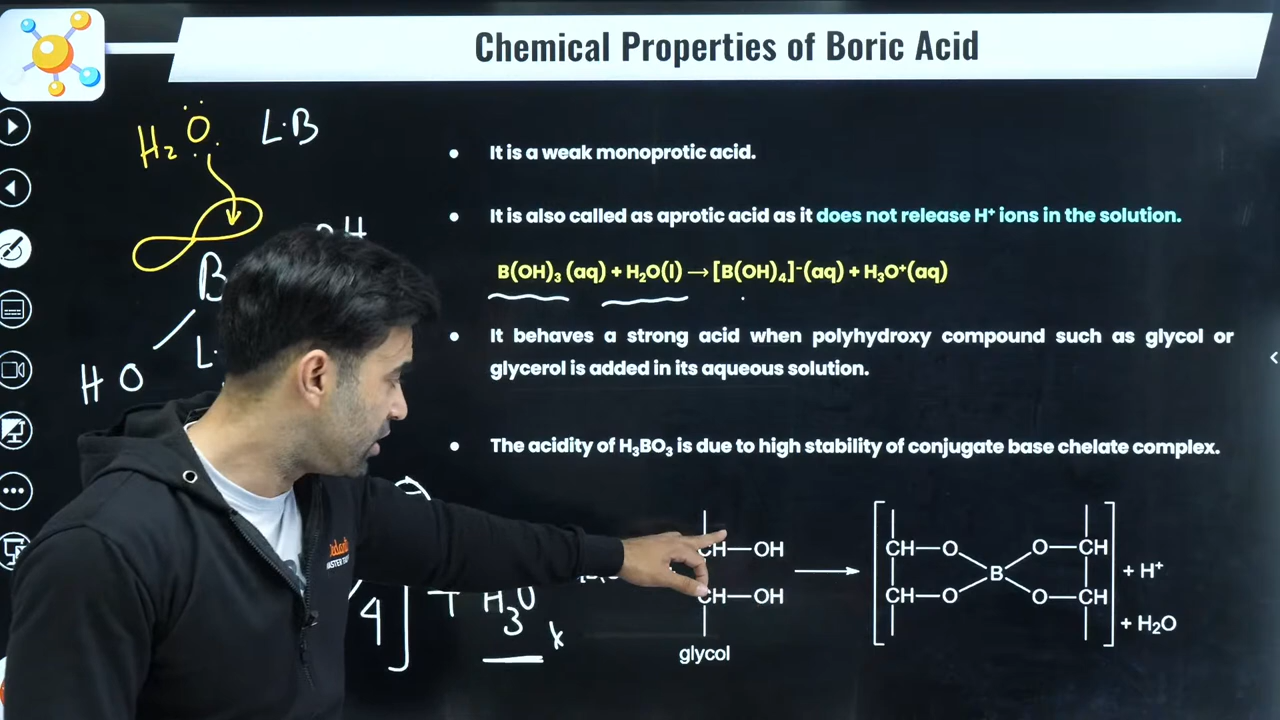 Chemical Properties of Boric Acid
H₂O L.B
B
HO
L.
4] + H₃O
• It is a weak monoprotic acid.
• It is also called as aprotic acid as it does not release H⁺ ions in the solution.
B(OH)₃ (aq) + H₂O(l) → [B(OH)₄]⁻(aq) + H₃O⁺(aq)
• It behaves a strong acid when polyhydroxy compound such as glycol or
glycerol is added in its aqueous solution.
• The acidity of H₃BO₃ is due to high stability of conjugate base chelate complex.
CH—OH → CH—O O—CH + H⁺
B
CH—OH CH—O O—CH + H₂O
glycol